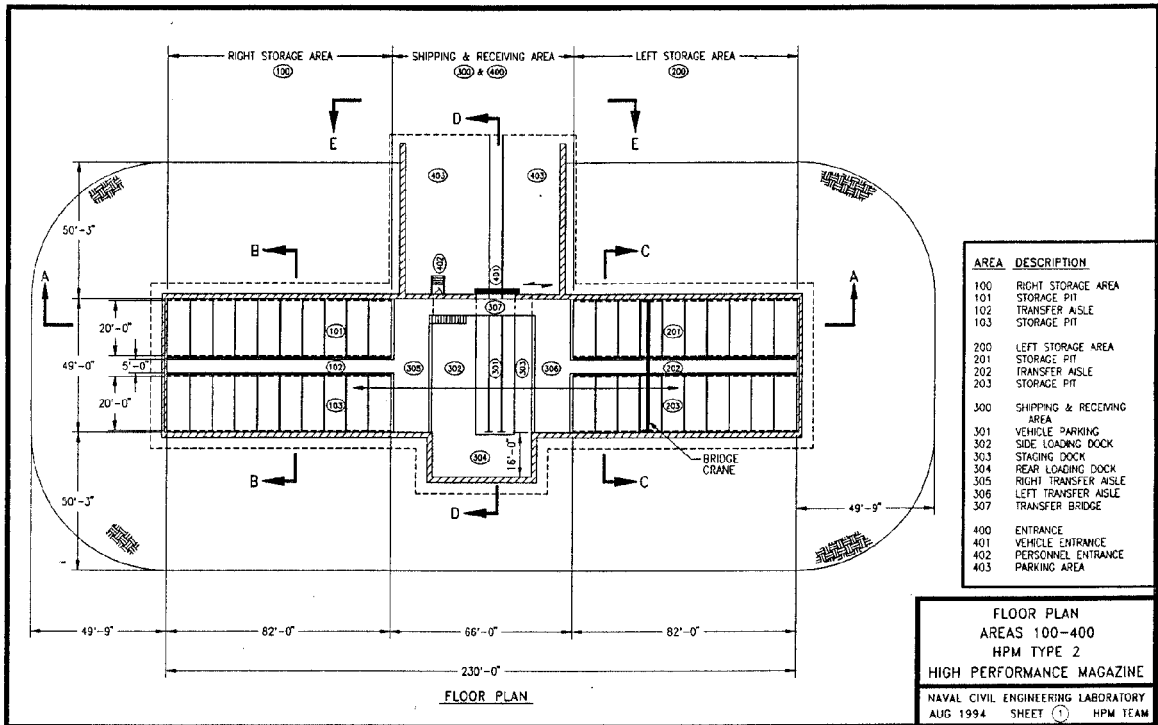 RIGHT STORAGE AREA
100
SHIPPING & RECEIVING AREA
300 & 400
LEFT STORAGE AREA
200
E
D
E
403
403
50'-3"
B
C
402
401
A
A
307
20'-0"
101
201
49'-0"
5'-0"
102
305
302
301
303
306
202
20'-0"
103
203
304
16'-0"
BRIDGE
CRANE
B
C
D
50'-3"
49'-9"
49'-9"
82'-0"
66'-0"
82'-0"
230'-0"
FLOOR PLAN
AREA DESCRIPTION
100 RIGHT STORAGE AREA
101 STORAGE PIT
102 TRANSFER AISLE
103 STORAGE PIT
200 LEFT STORAGE AREA
201 STORAGE PIT
202 TRANSFER AISLE
203 STORAGE PIT
300 SHIPPING & RECEIVING
AREA
301 VEHICLE PARKING
302 SIDE LOADING DOCK
303 STAGING DOCK
304 REAR LOADING DOCK
305 RIGHT TRANSFER AISLE
306 LEFT TRANSFER AISLE
307 TRANSFER BRIDGE
400 ENTRANCE
401 VEHICLE ENTRANCE
402 PERSONNEL ENTRANCE
403 PARKING AREA
FLOOR PLAN
AREAS 100-400
HPM TYPE 2
HIGH PERFORMANCE MAGAZINE
NAVAL CIVIL ENGINEERING LABORATORY
AUG 1994 SHEET 1 HPM TEAM